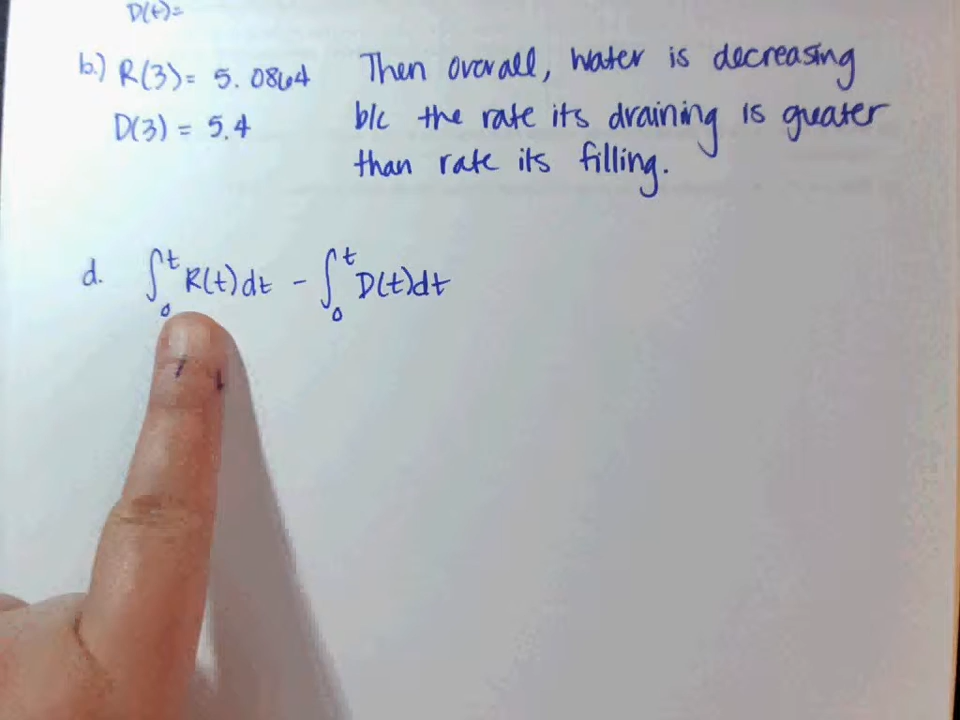 D(t)=
b.) R(3) = 5.0864 Then overall, water is decreasing
D(3) = 5.4 b/c the rate its draining is greater
than rate its filling.
d. ∫₀ᵗ R(t)dt - ∫₀ᵗ D(t)dt